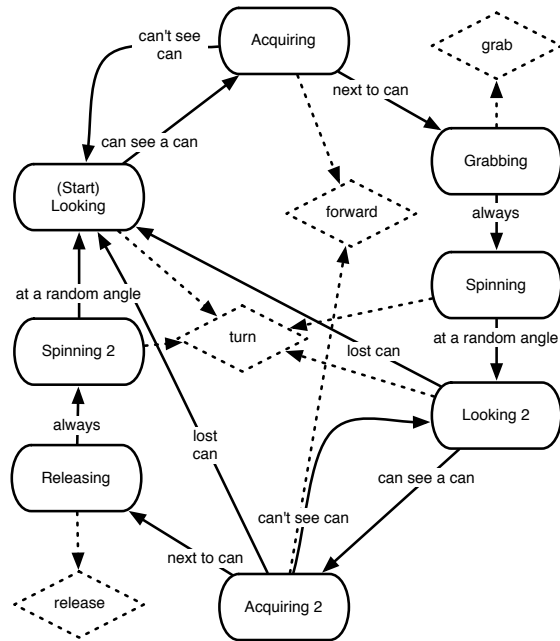 can't see
can
Acquiring
grab
next to can
can see a can
Grabbing
(Start)
Looking
forward
always
Spinning
at a random angle
turn
at a random angle
Spinning 2
lost can
Looking 2
always
lost
can
can see a can
Releasing
can't see can
next to can
release
Acquiring 2